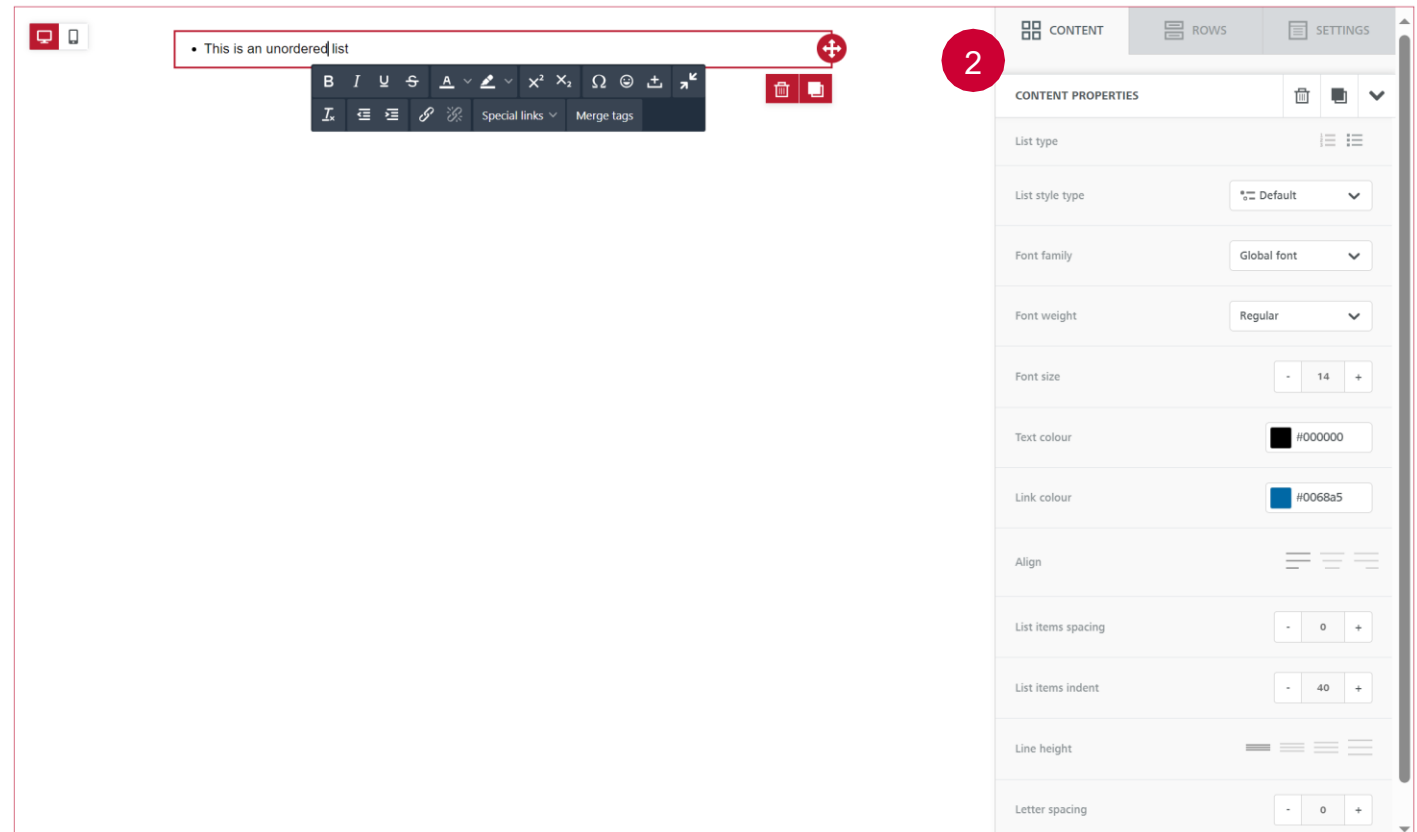 This is an unordered list
B I U S A X² X₂ Ω
Ix Special links Merge tags
2
CONTENT ROWS SETTINGS
CONTENT PROPERTIES
List type
List style type Default
Font family Global font
Font weight Regular
Font size - 14 +
Text colour #000000
Link colour #0068a5
Align
List items spacing - 0 +
List items indent - 40 +
Line height
Letter spacing - 0 +